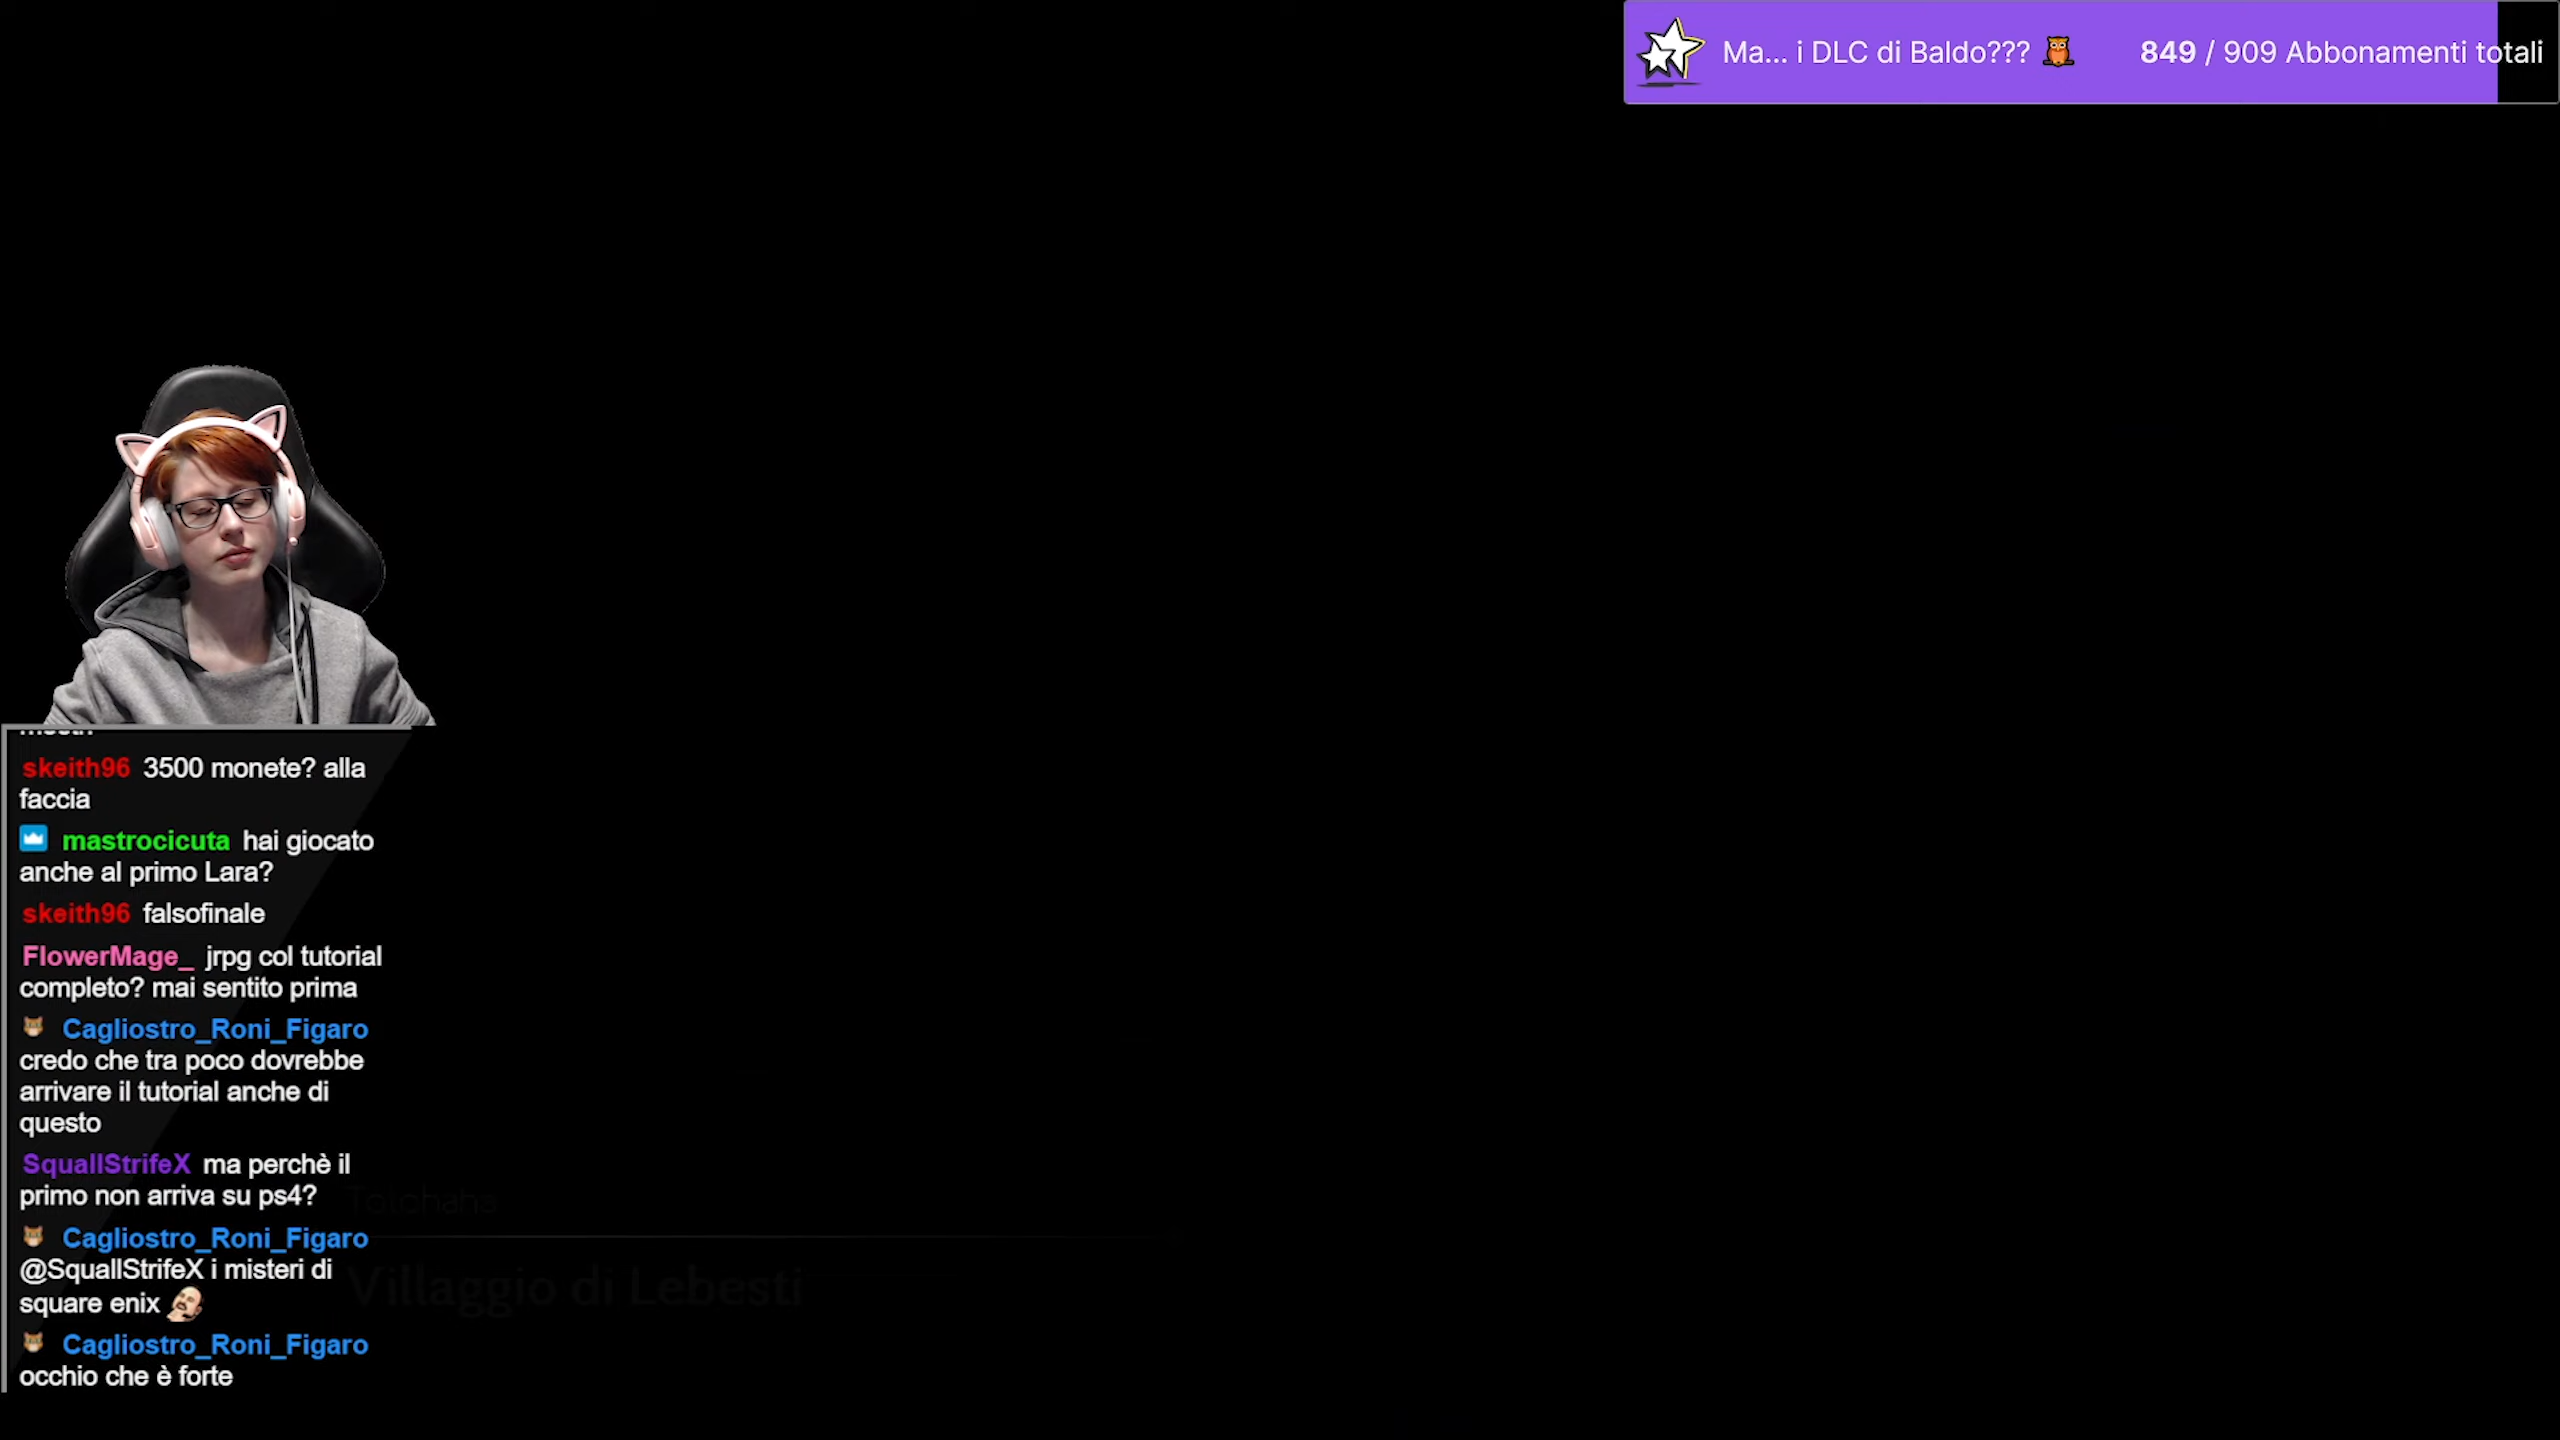 Ma... i DLC di Baldo??? 849 / 909 Abbonamenti totali
skeith96 3500 monete? alla
faccia
mastrocicuta hai giocato
anche al primo Lara?
skeith96 falsofinale
FlowerMage_ jrpg col tutorial
completo? mai sentito prima
Cagliostro_Roni_Figaro
credo che tra poco dovrebbe
arrivare il tutorial anche di
questo
SquallStrifeX ma perchè il
primo non arriva su ps4?
Cagliostro_Roni_Figaro
@SquallStrifeX i misteri di
square enix
Cagliostro_Roni_Figaro
occhio che è forte
Totchaha
Villaggio di Lebesti